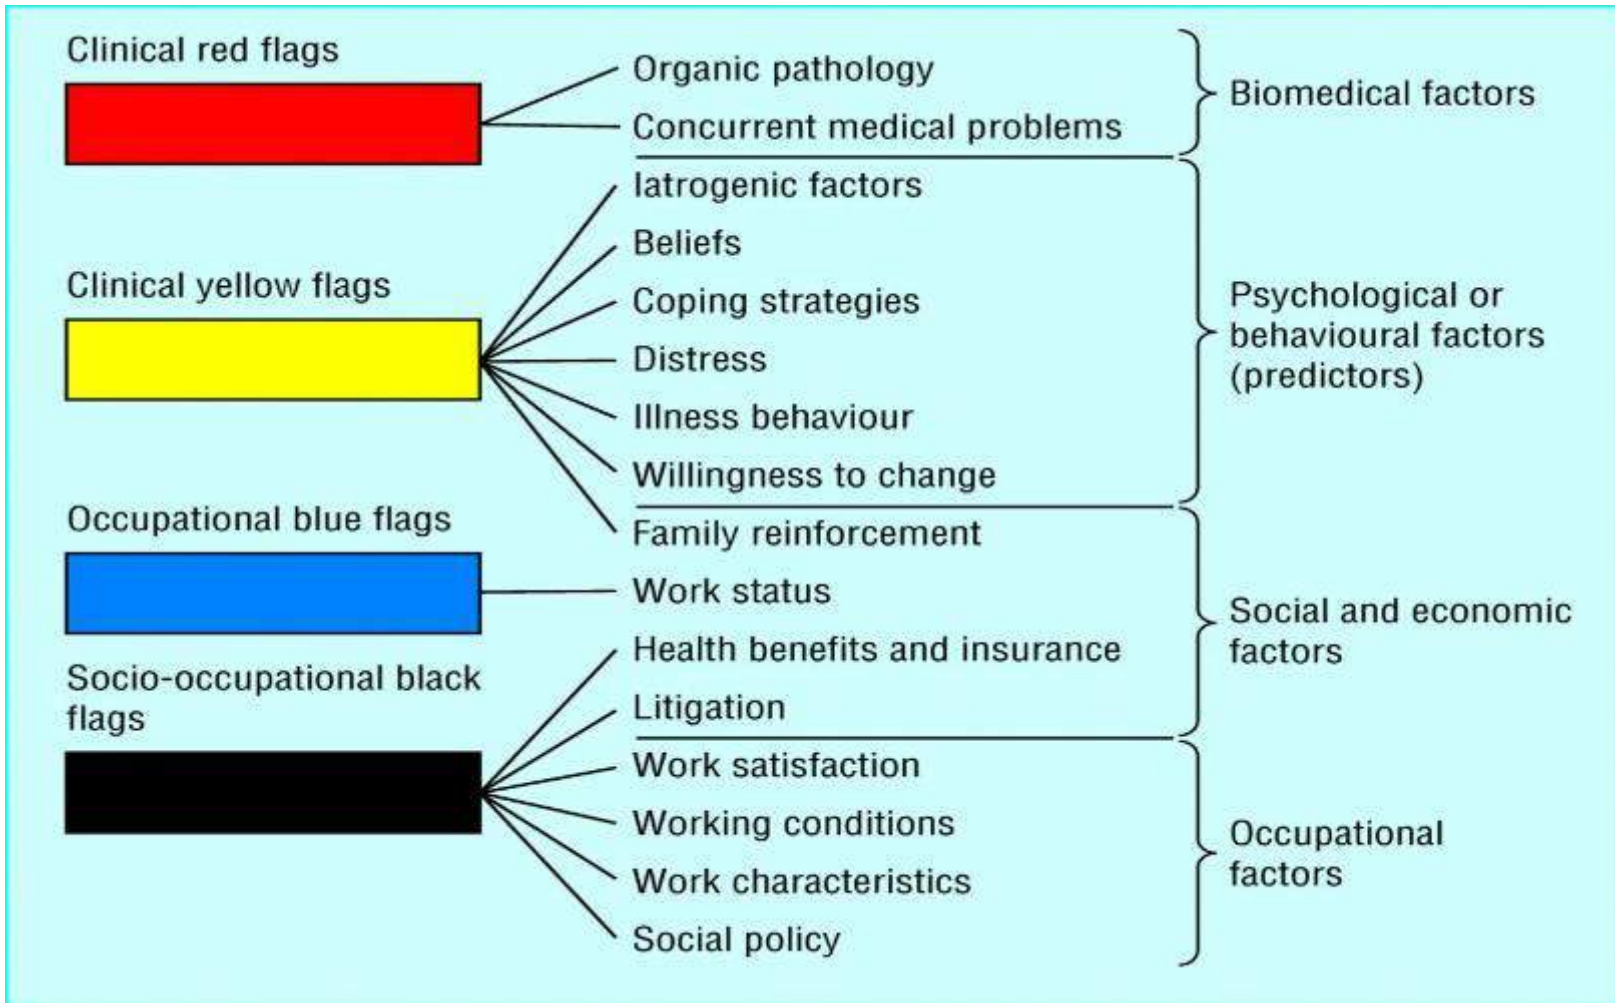 Clinical red flags
Clinical yellow flags
Occupational blue flags
Socio-occupational black
flags
Organic pathology
Concurrent medical problems
Iatrogenic factors
Beliefs
Coping strategies
Distress
Illness behaviour
Willingness to change
Family reinforcement
Work status
Health benefits and insurance
Litigation
Work satisfaction
Working conditions
Work characteristics
Social policy
Biomedical factors
Psychological or
behavioural factors
(predictors)
Social and economic
factors
Occupational
factors